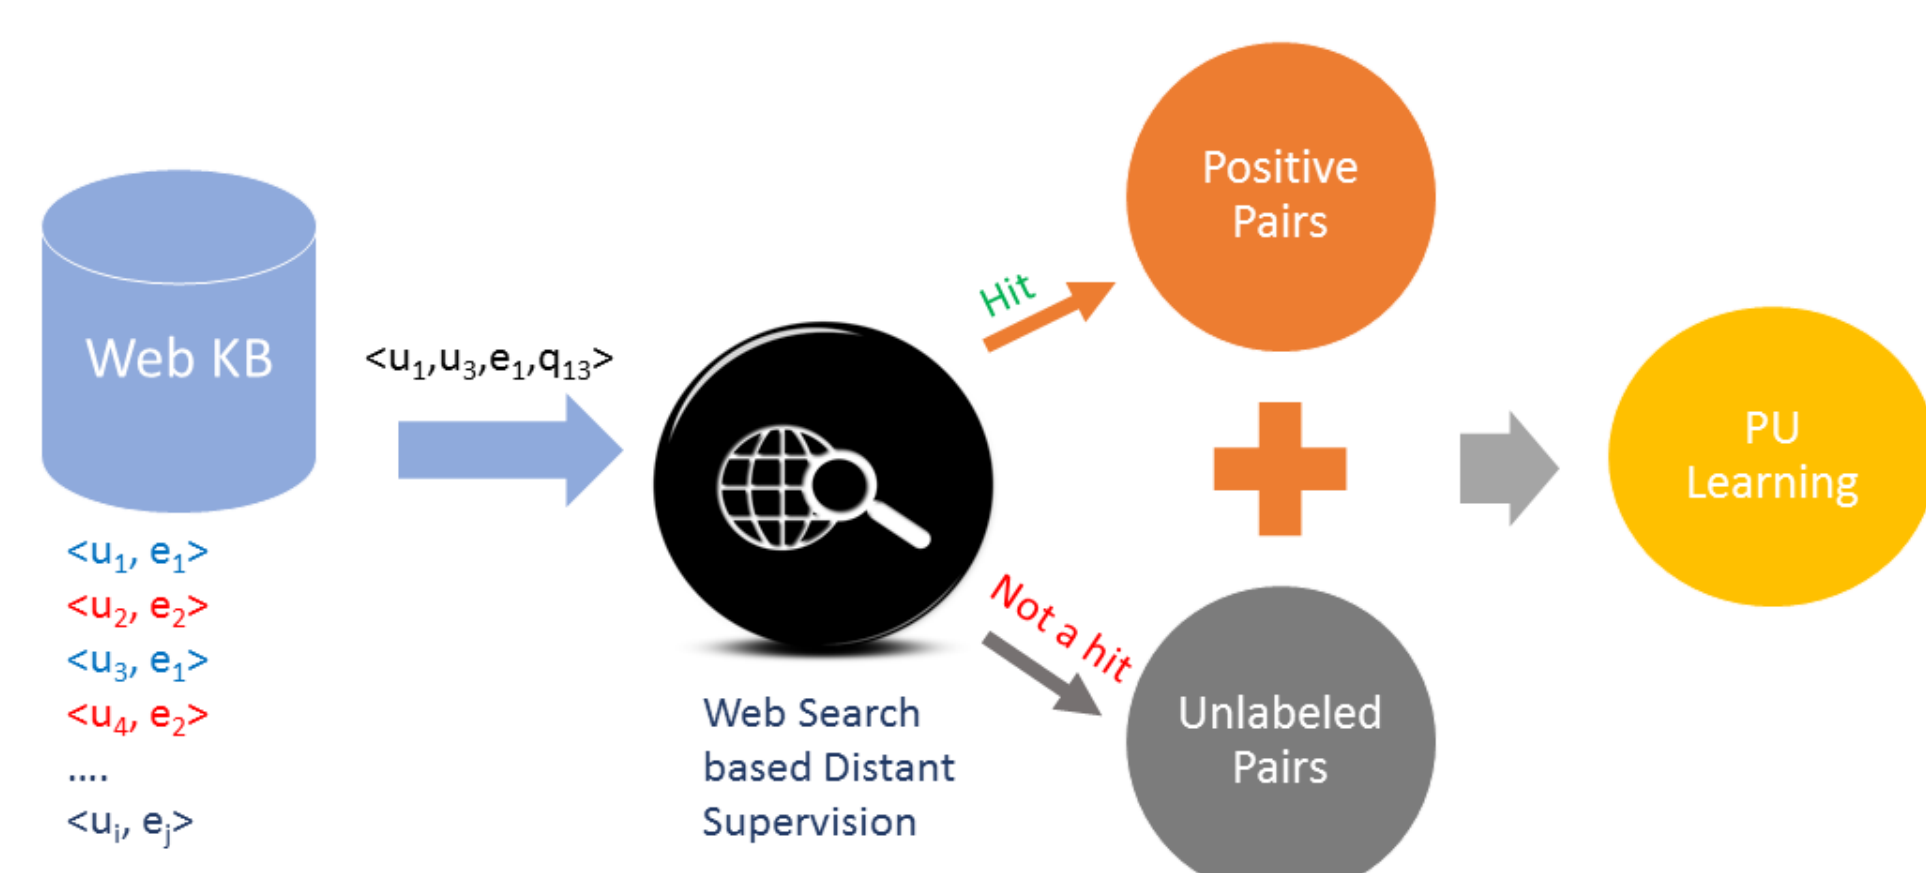 Web KB
<u₁, e₁>
<u₂, e₂>
<u₃, e₁>
<u₄, e₂>
....
<uᵢ, eⱼ>
<u₁,u₃,e₁,q₁₃>
Web Search
based Distant
Supervision
Hit
Not a hit
Positive
Pairs
Unlabeled
Pairs
PU
Learning